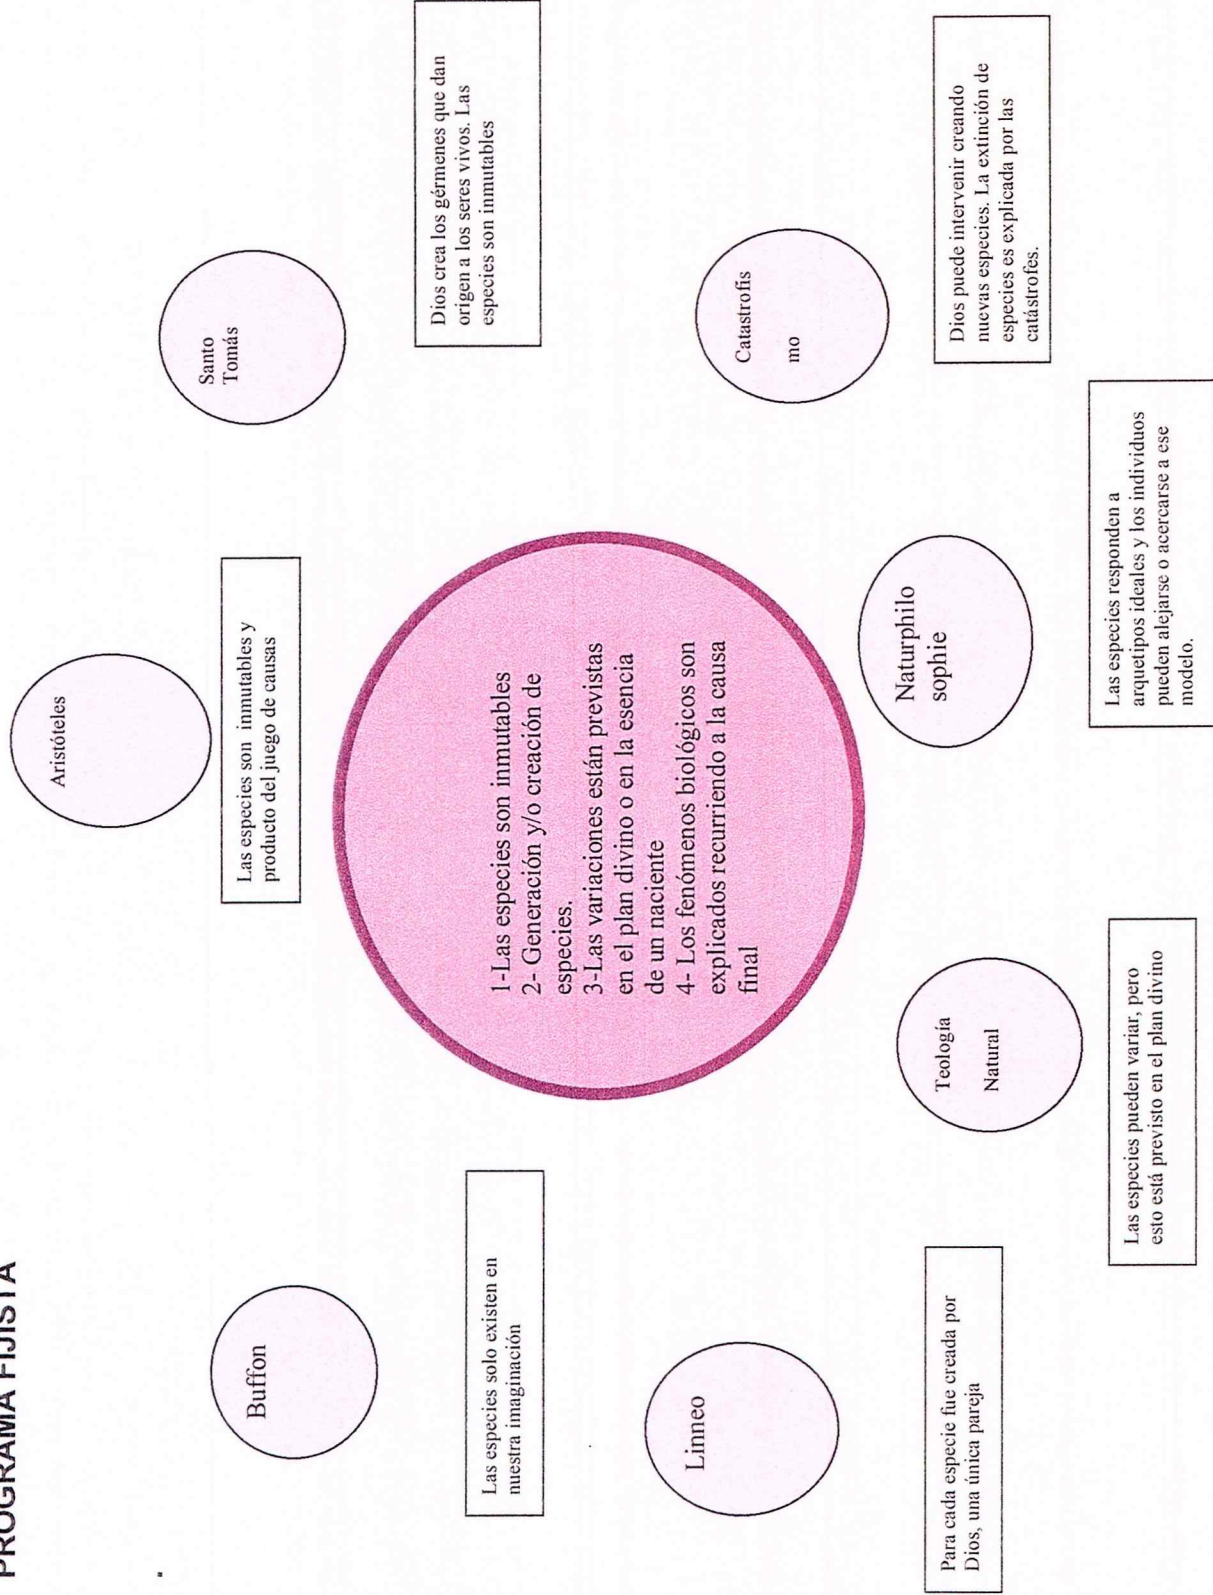 PROGRAMA FIJISTA
Aristóteles
Las especies son inmutables y
producto del juego de causas
Santo
Tomás
Dios crea los gérmenes que dan
origen a los seres vivos. Las
especies son inmutables
Buffon
Las especies solo existen en
nuestra imaginación
1-Las especies son inmutables
2- Generación y/o creación de
especies.
3-Las variaciones están previstas
en el plan divino o en la esencia
de un naciente
4- Los fenómenos biológicos son
explicados recurriendo a la causa
final
Linneo
Para cada especie fue creada por
Dios, una única pareja
Teología
Natural
Las especies pueden variar, pero
esto está previsto en el plan divino
Naturphilo
sophie
Las especies responden a
arquetipos ideales y los individuos
pueden alejarse o acercarse a ese
modelo.
Catastrofis
mo
Dios puede intervenir creando
nuevas especies. La extinción de
especies es explicada por las
catástrofes.